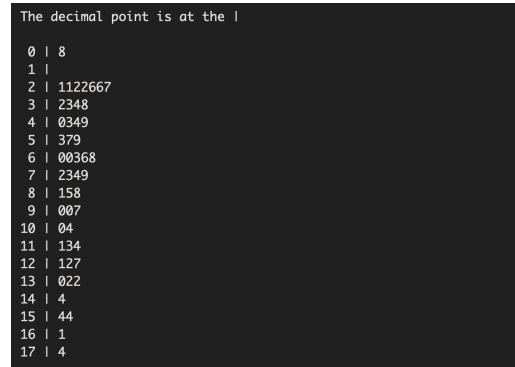 The decimal point is at the |
0 | 8
1 |
2 | 1122667
3 | 2348
4 | 0349
5 | 379
6 | 00368
7 | 2349
8 | 158
9 | 007
10 | 04
11 | 134
12 | 127
13 | 022
14 | 4
15 | 44
16 | 1
17 | 4